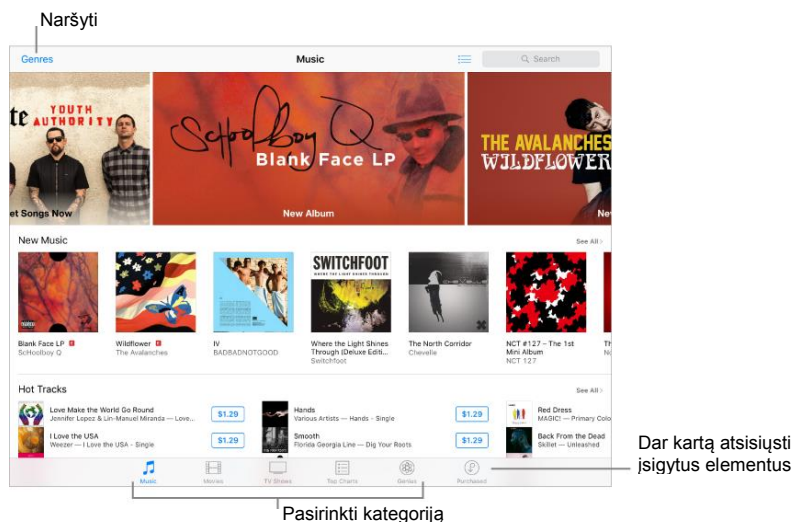 Naršyti
Genres
Music
Search
te YOUTH
AUTHORITY
Schoolboy Q
Blank Face LP
THE AVALANCHES
WILDFLOWER
et Songs Now
New Album
Ne
New Music
See All >
SWITCHFOOT
WHERE THE LIGHT SHINES THROUGH
Blank Face LP E
ScHoolboy Q
Wildflower E
The Avalanches
IV
BADBADNOTGOOD
Where the Light Shines
Through (Deluxe Editi...
Switchfoot
The North Corridor
Chevelle
NCT #127 – The 1st
Mini Album
NCT 127
Th
Hot Tracks
See All >
Love Make the World Go Round
Jennifer Lopez & Lin-Manuel Miranda — Love...
$1.29
Hands
Various Artists — Hands - Single
$1.29
Red Dress
MAGIC! — Primary Colo
I Love the USA
Weezer — I Love the USA - Single
$1.29
Smooth
Florida Georgia Line — Dig Your Roots
$1.29
Back From the Dead
Skillet — Unleashed
Music
Movies
TV Shows
Top Charts
Genius
Purchased
Dar kartą atsisiųsti
įsigytus elementus
Pasirinkti kategoriją